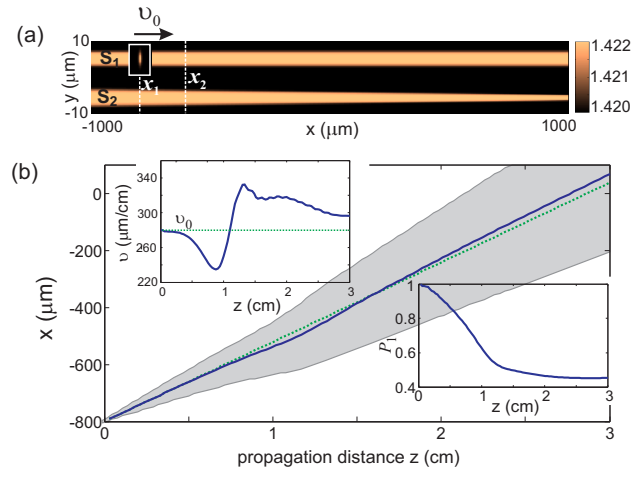 (a)
υ₀
10
-10
y (μm)
S₁
S₂
x₁
x₂
-1000
x (μm)
1000
1.422
1.421
1.420
(b)
0
-200
-400
-600
-800
x (μm)
0
1
2
3
propagation distance z (cm)
340
300
260
220
υ (μm/cm)
υ₀
0
1
2
3
z (cm)
1
0.8
0.6
0.4
P₁
0
1
2
3
z (cm)